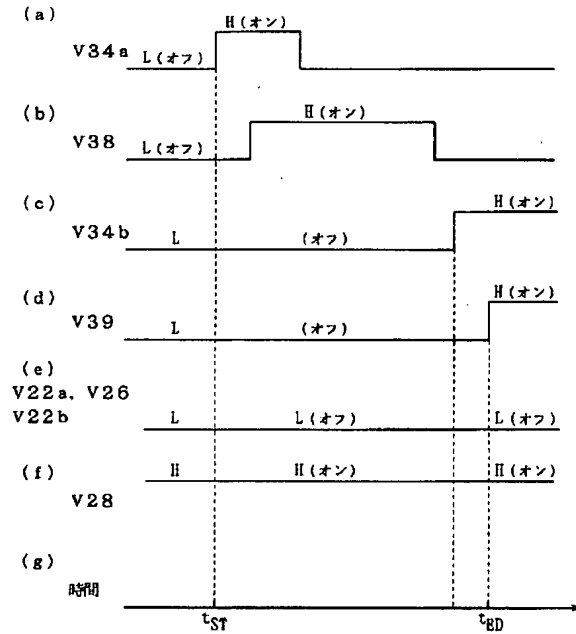 (a)
H(オン)
V34a
L(オフ)
(b)
H(オン)
V38
L(オフ)
(c)
H(オン)
V34b
L (オフ)
(d)
H(オン)
V39
L (オフ)
(e)
V22a, V26
V22b
L L(オフ) L(オフ)
(f)
H H(オン) H(オン)
V28
(g)
時間
tST tED